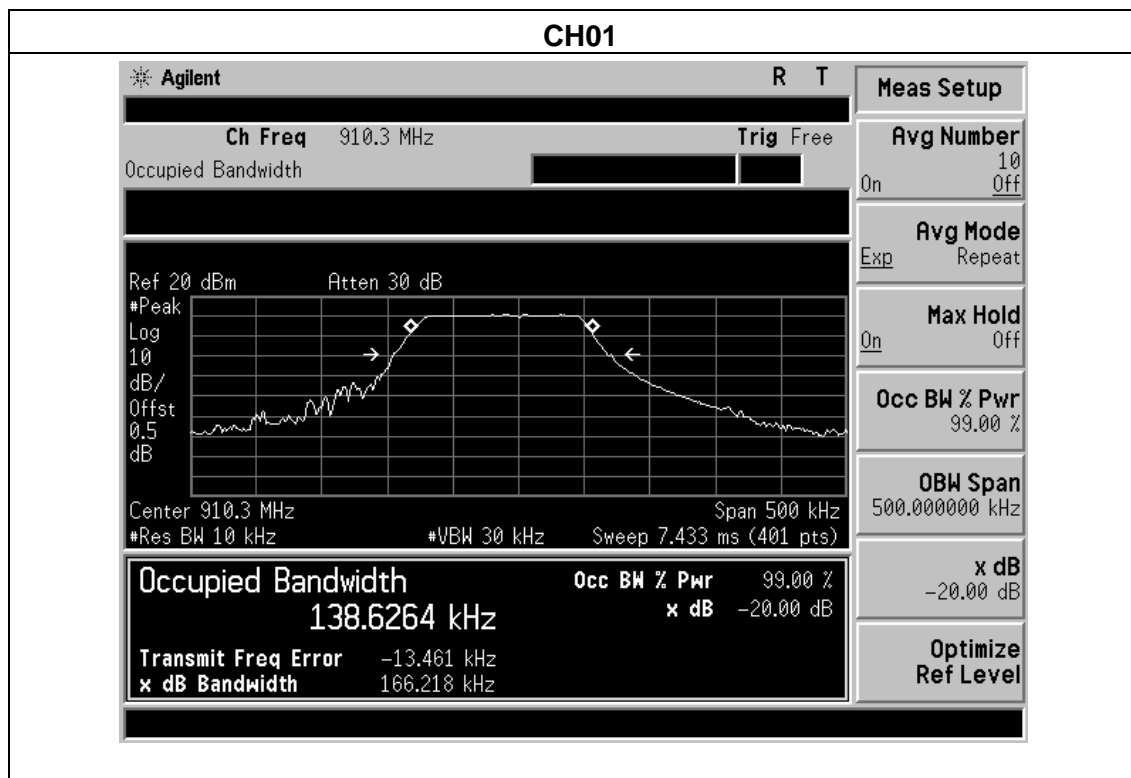 CH01
Agilent R T
Ch Freq 910.3 MHz Trig Free
Occupied Bandwidth
Ref 20 dBm Atten 30 dB
#Peak
Log
10
dB/
Offst
0.5
dB
Center 910.3 MHz Span 500 kHz
#Res BW 10 kHz #VBW 30 kHz Sweep 7.433 ms (401 pts)
Occupied Bandwidth Occ BW % Pwr 99.00 %
138.6264 kHz x dB -20.00 dB
Transmit Freq Error -13.461 kHz
x dB Bandwidth 166.218 kHz
Meas Setup
Avg Number
10
On Off
Avg Mode
Exp Repeat
Max Hold
On Off
Occ BW % Pwr
99.00 %
OBW Span
500.000000 kHz
x dB
-20.00 dB
Optimize
Ref Level